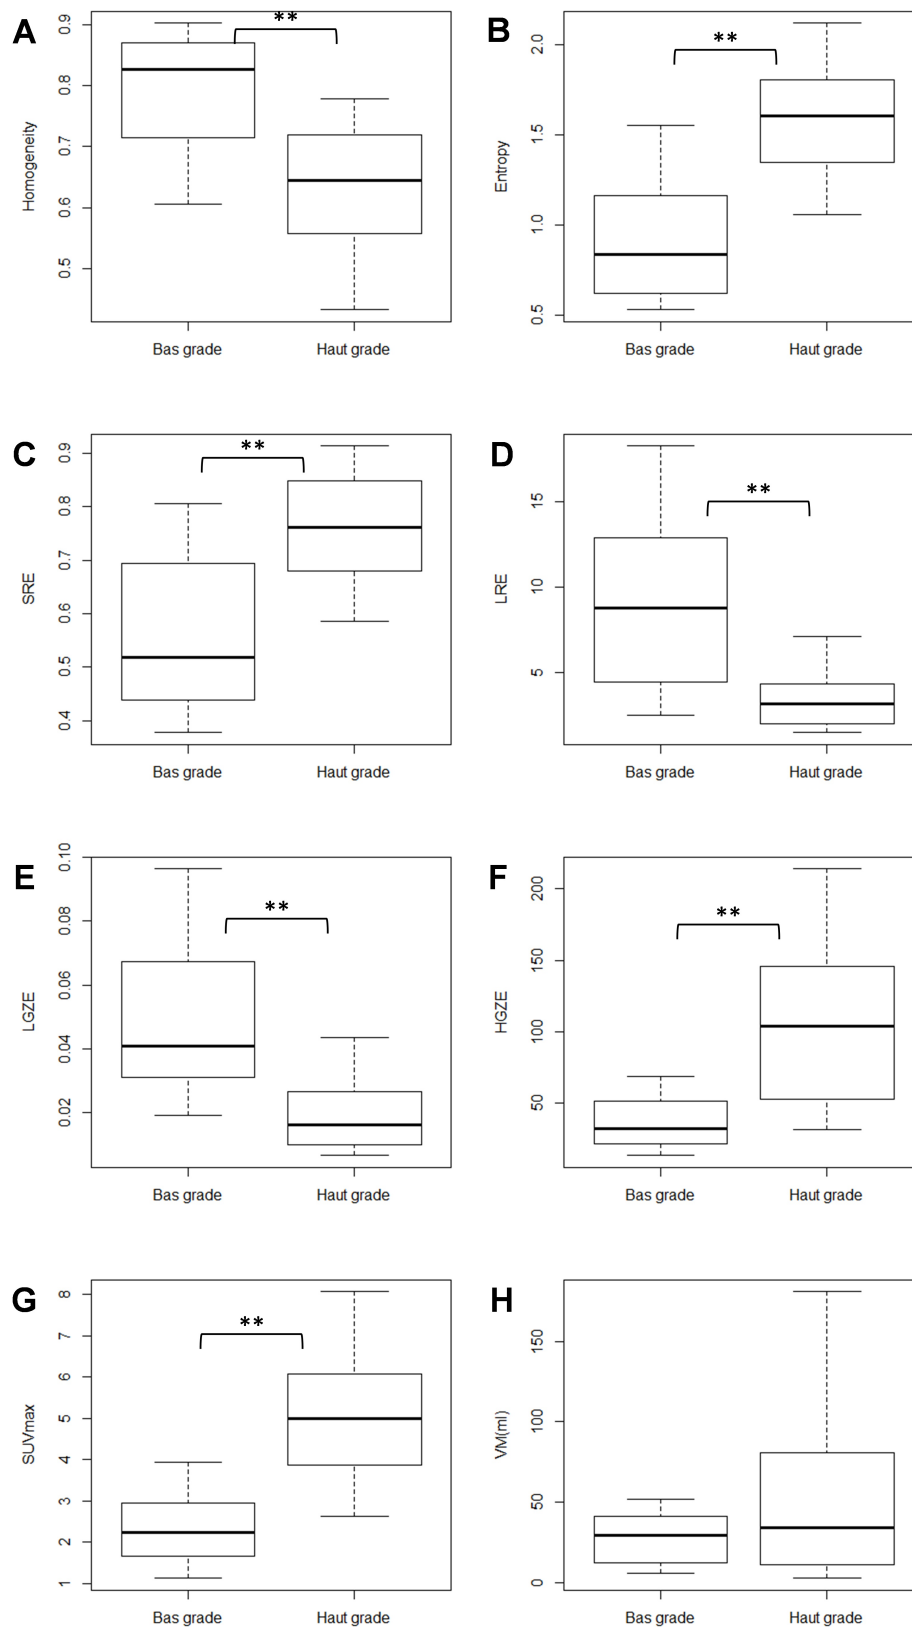 A
**
Homogeneity
0.9
0.8
0.7
0.6
0.5
Bas grade
Haut grade
B
**
Entropy
2.0
1.5
1.0
0.5
Bas grade
Haut grade
C
**
SRE
0.9
0.8
0.7
0.6
0.5
0.4
Bas grade
Haut grade
D
**
LRE
15
10
5
Bas grade
Haut grade
E
**
LGZE
0.10
0.08
0.06
0.04
0.02
Bas grade
Haut grade
F
**
HGZE
200
150
100
50
Bas grade
Haut grade
G
**
SUVmax
8
7
6
5
4
3
2
1
Bas grade
Haut grade
H
VM(ml)
150
100
50
0
Bas grade
Haut grade